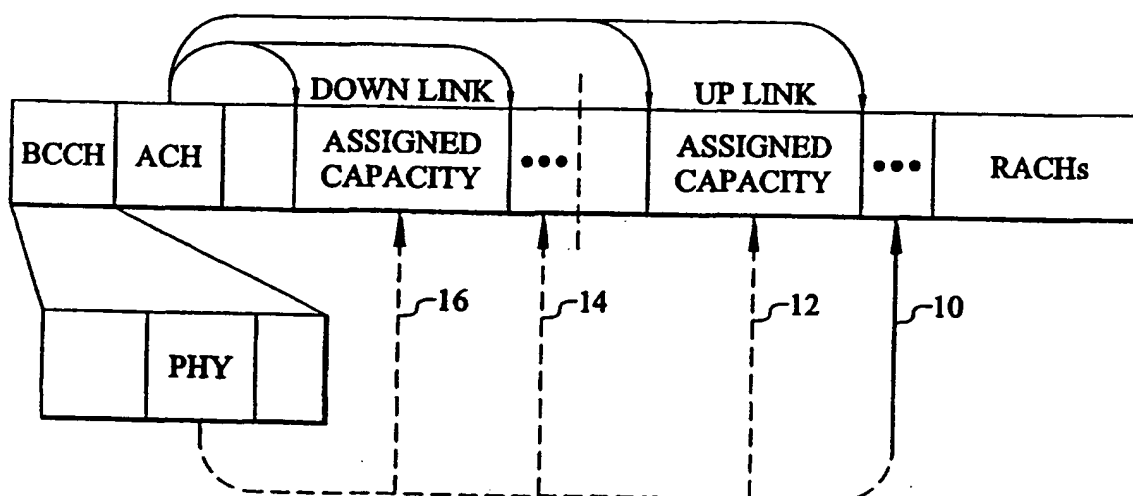 DOWN LINK
UP LINK
BCCH
ACH
ASSIGNED
CAPACITY
•••
ASSIGNED
CAPACITY
•••
RACHs
16
14
12
10
PHY